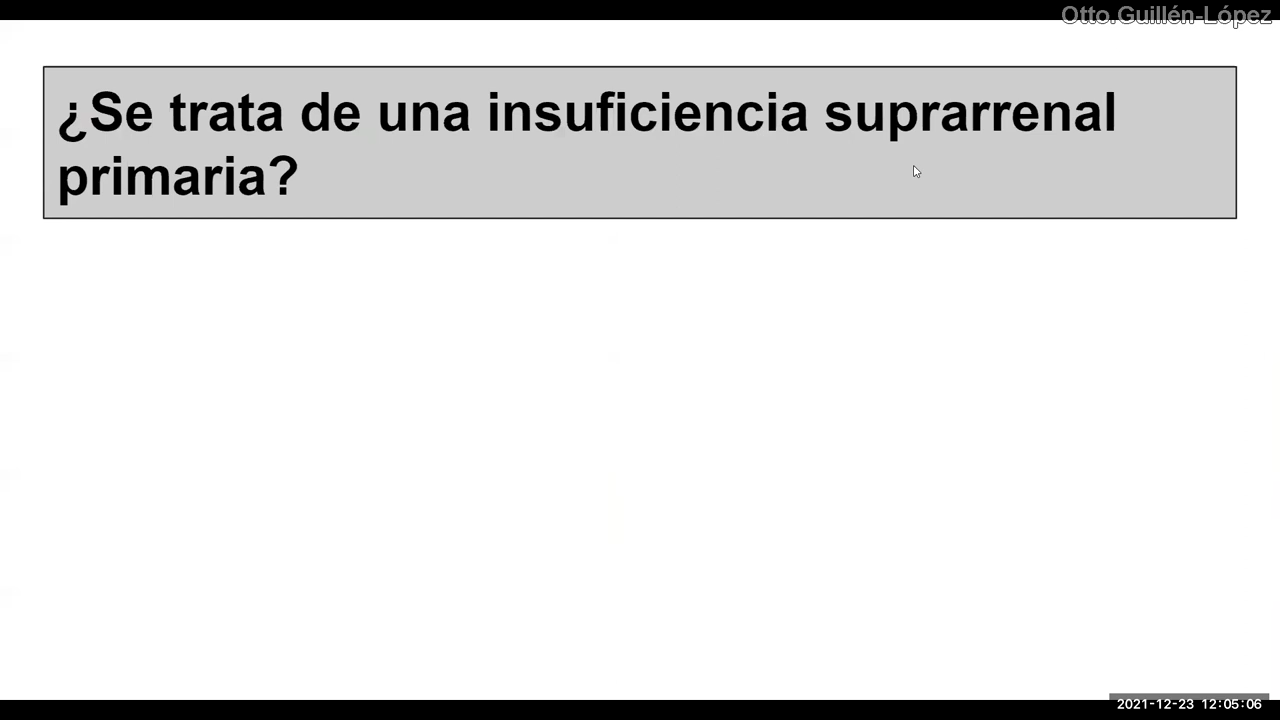 Otto.Guillén-López
¿Se trata de una insuficiencia suprarrenal
primaria?
2021-12-23 12:05:06